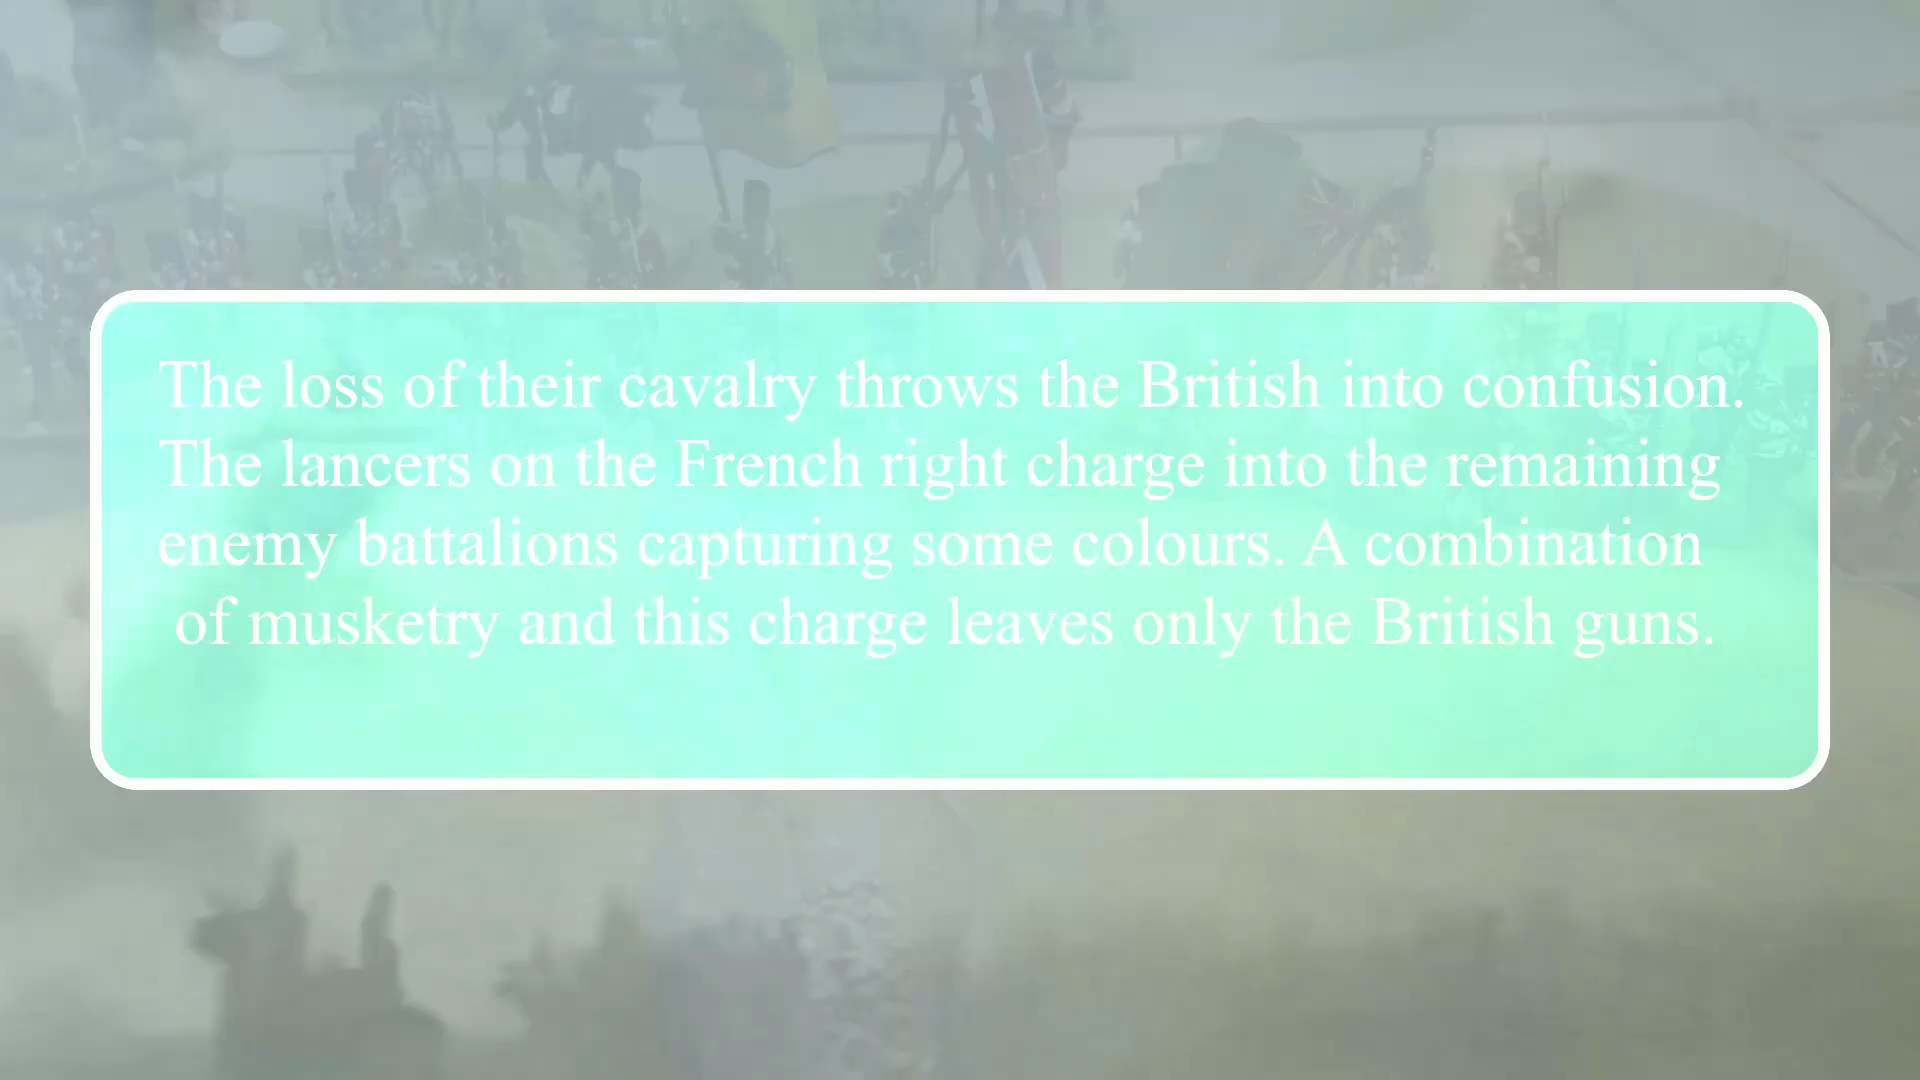 The loss of their cavalry throws the British into confusion.
The lancers on the French right charge into the remaining
enemy battalions capturing some colours. A combination
of musketry and this charge leaves only the British guns.